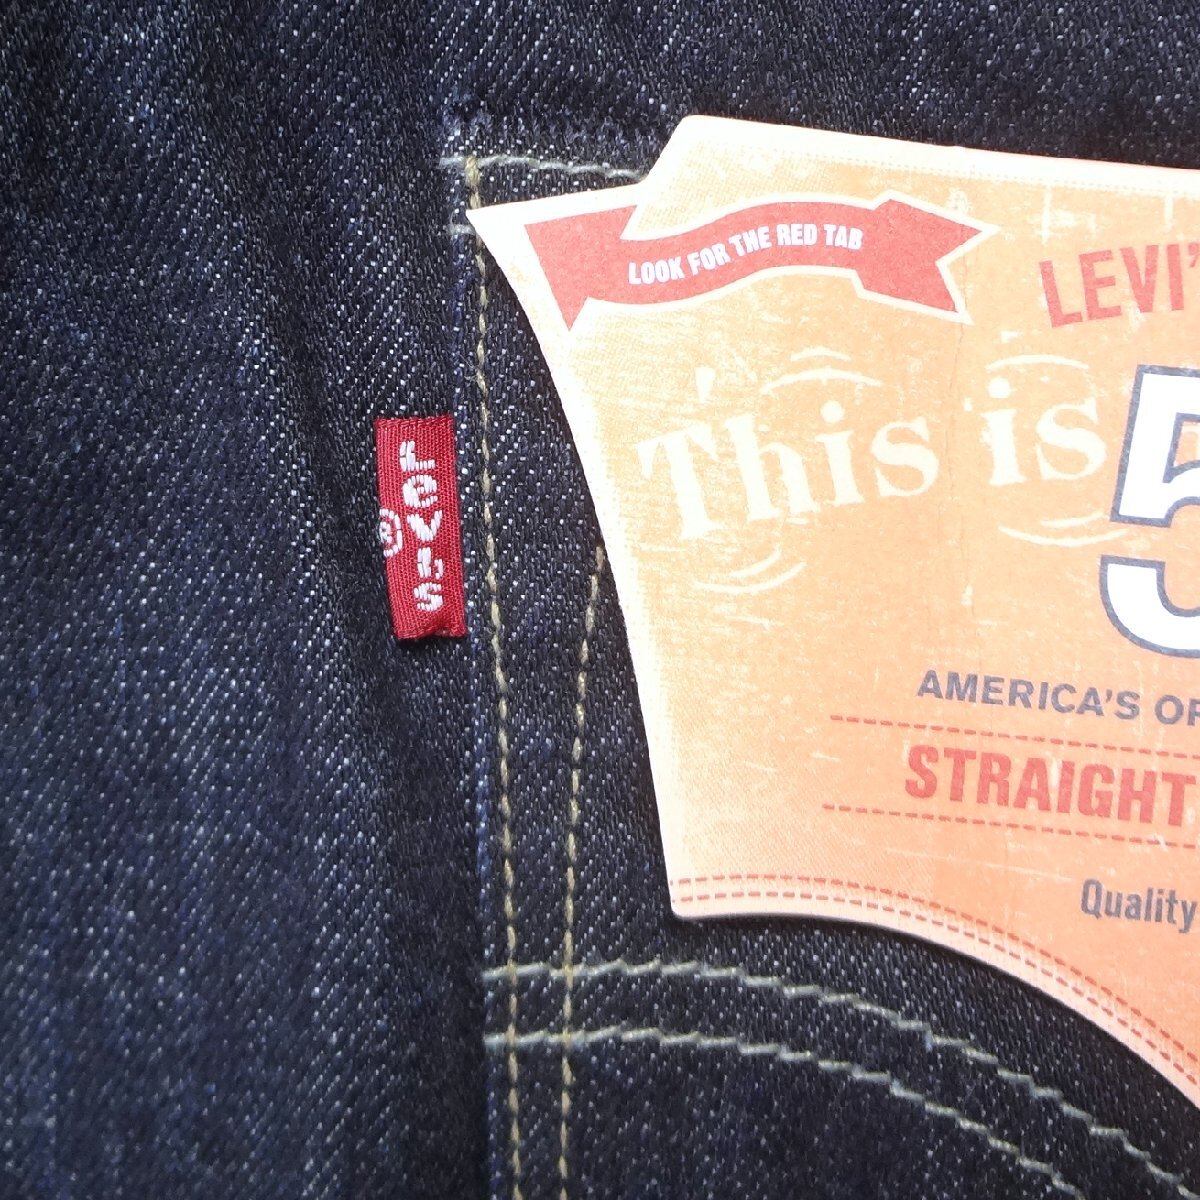 LOOK FOR THE RED TAB
LEVI'
This is
5
AMERICA'S OR
STRAIGHT
Quality
LEVI'S
®